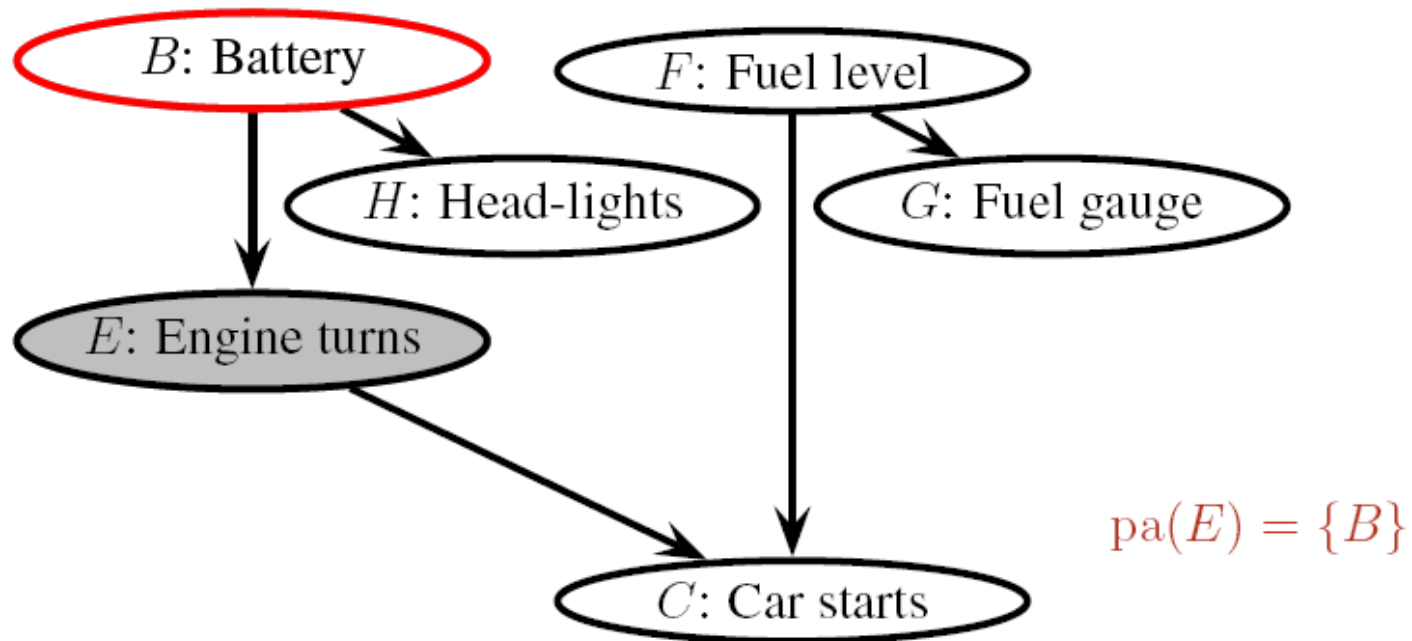 B: Battery
F: Fuel level
H: Head-lights
G: Fuel gauge
E: Engine turns
pa(E) = {B}
C: Car starts